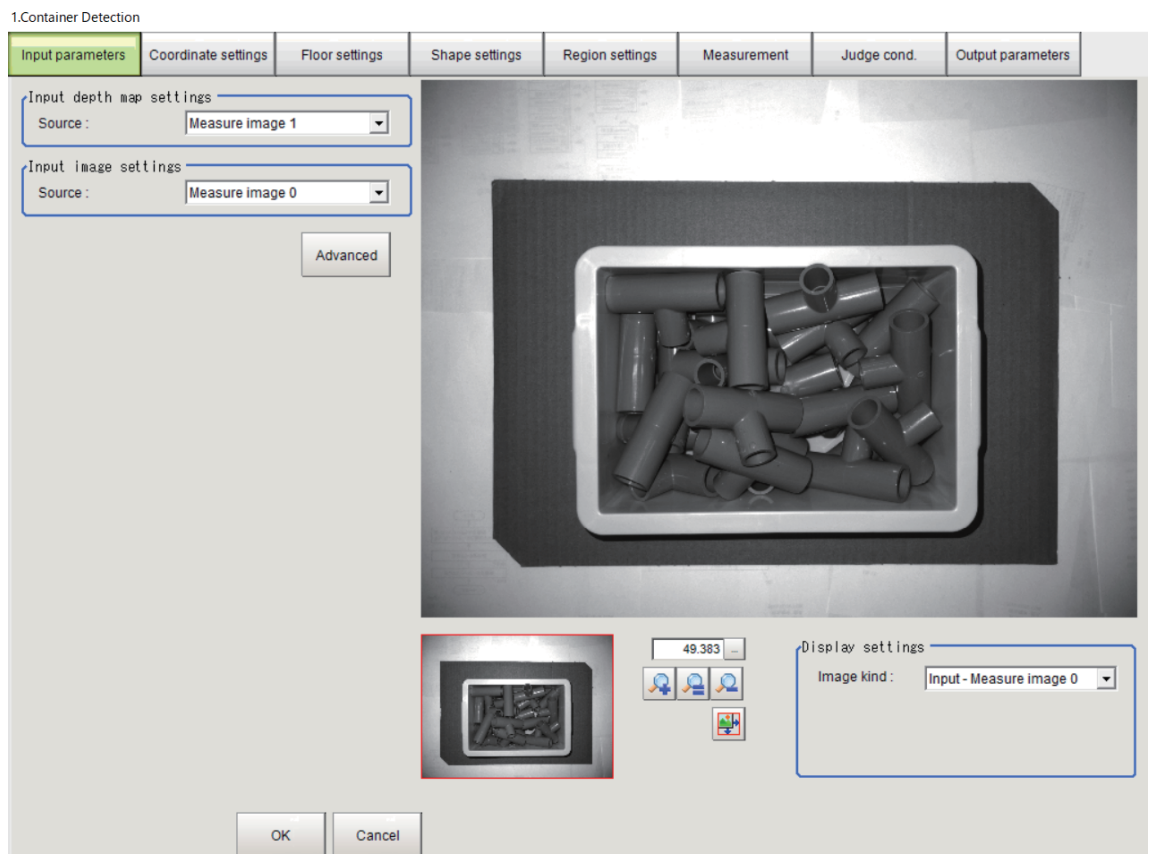 1.Container Detection
Input parameters Coordinate settings Floor settings Shape settings Region settings Measurement Judge cond. Output parameters
Input depth map settings
Source : Measure image 1
Input image settings
Source : Measure image 0
Advanced
49.383 ...
Display settings
Image kind : Input - Measure image 0
OK Cancel